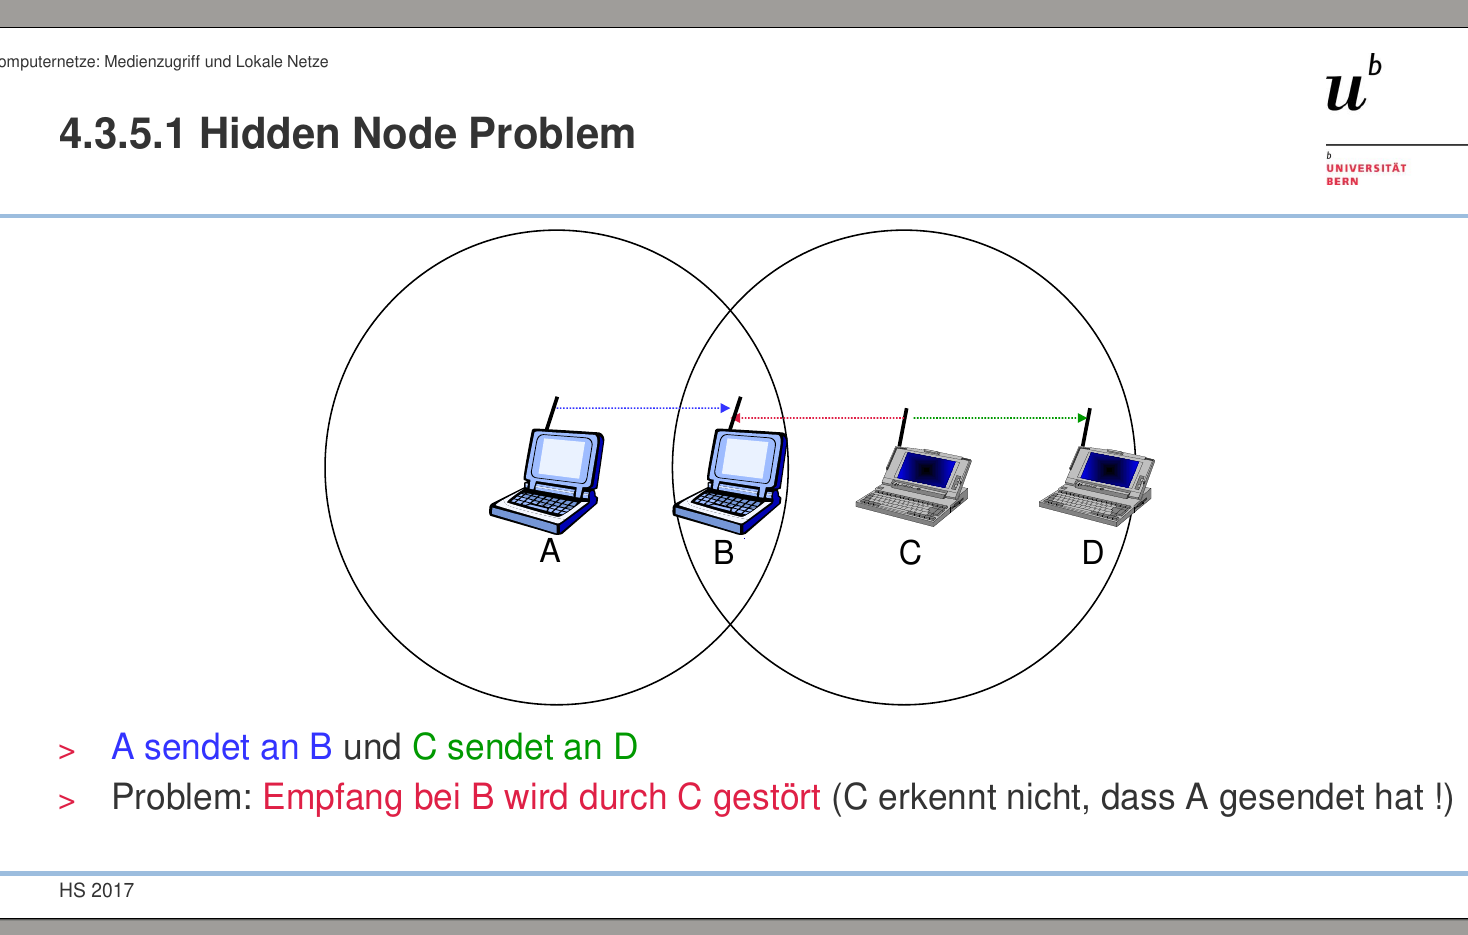 omputernetze: Medienzugriff und Lokale Netze
u b
4.3.5.1 Hidden Node Problem
b
UNIVERSITÄT
BERN
A
B
C
D
> A sendet an B und C sendet an D
> Problem: Empfang bei B wird durch C gestört (C erkennt nicht, dass A gesendet hat !)
HS 2017